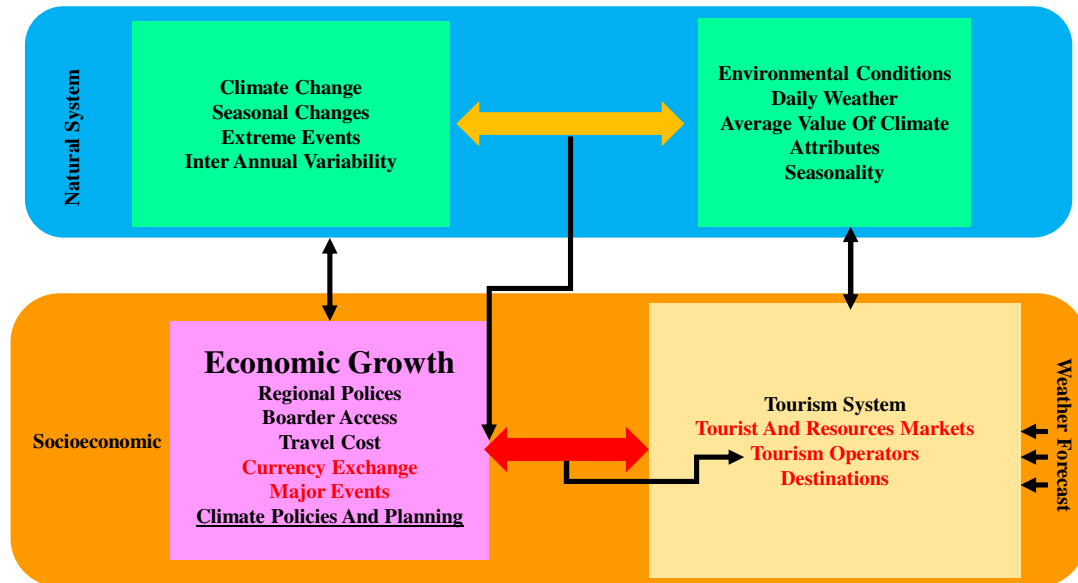 Natural System
Climate Change
Seasonal Changes
Extreme Events
Inter Annual Variability
Environmental Conditions
Daily Weather
Average Value Of Climate
Attributes
Seasonality
Socioeconomic
Economic Growth
Regional Polices
Boarder Access
Travel Cost
Currency Exchange
Major Events
Climate Policies And Planning
Tourism System
Tourist And Resources Markets
Tourism Operators
Destinations
Weather Forecast